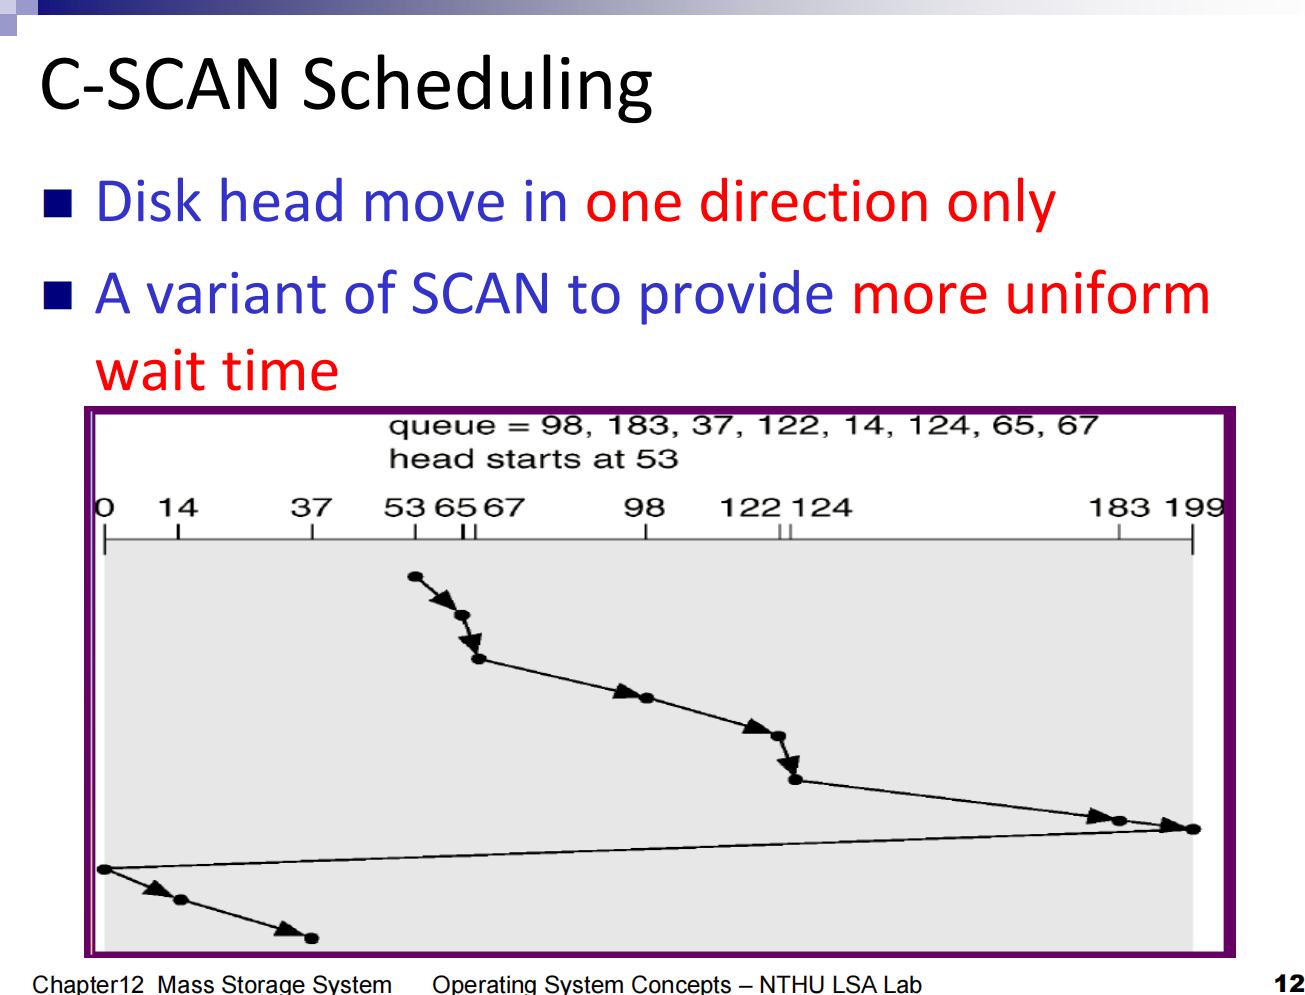 C-SCAN Scheduling
Disk head move in one direction only
A variant of SCAN to provide more uniform
wait time
queue = 98, 183, 37, 122, 14, 124, 65, 67
head starts at 53
0 14 37 53 65 67 98 122 124 183 199
Chapter12 Mass Storage System Operating System Concepts – NTHU LSA Lab 12